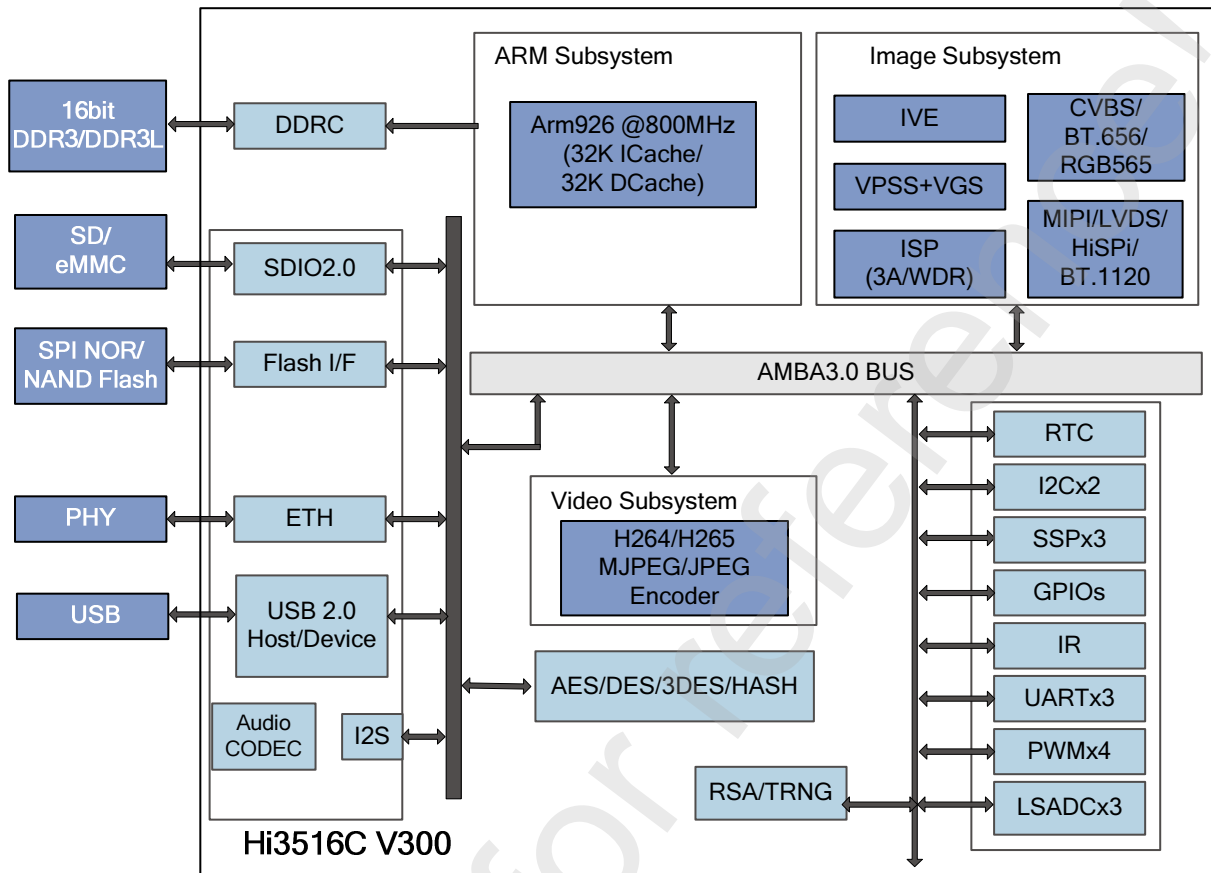 ARM Subsystem
Image Subsystem
16bit
DDR3/DDR3L
DDRC
Arm926 @800MHz
(32K ICache/
32K DCache)
IVE
CVBS/
BT.656/
RGB565
VPSS+VGS
ISP
(3A/WDR)
MIPI/LVDS/
HiSPi/
BT.1120
SD/
eMMC
SDIO2.0
SPI NOR/
NAND Flash
Flash I/F
AMBA3.0 BUS
PHY
ETH
USB
USB 2.0
Host/Device
Audio
CODEC
I2S
Video Subsystem
H264/H265
MJPEG/JPEG
Encoder
AES/DES/3DES/HASH
RSA/TRNG
RTC
I2Cx2
SSPx3
GPIOs
IR
UARTx3
PWMx4
LSADCx3
Hi3516C V300
for reference